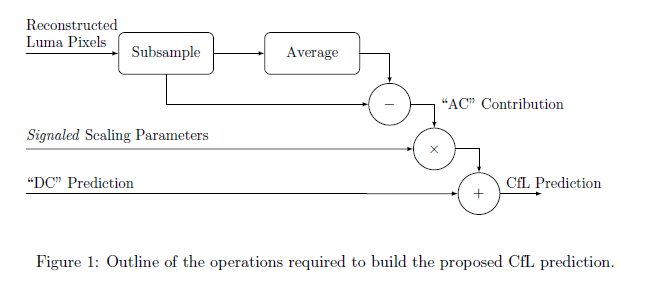 Reconstructed
Luma Pixels
Subsample
Average
−
“AC” Contribution
Signaled Scaling Parameters
×
“DC” Prediction
CfL Prediction
+
Figure 1: Outline of the operations required to build the proposed CfL prediction.